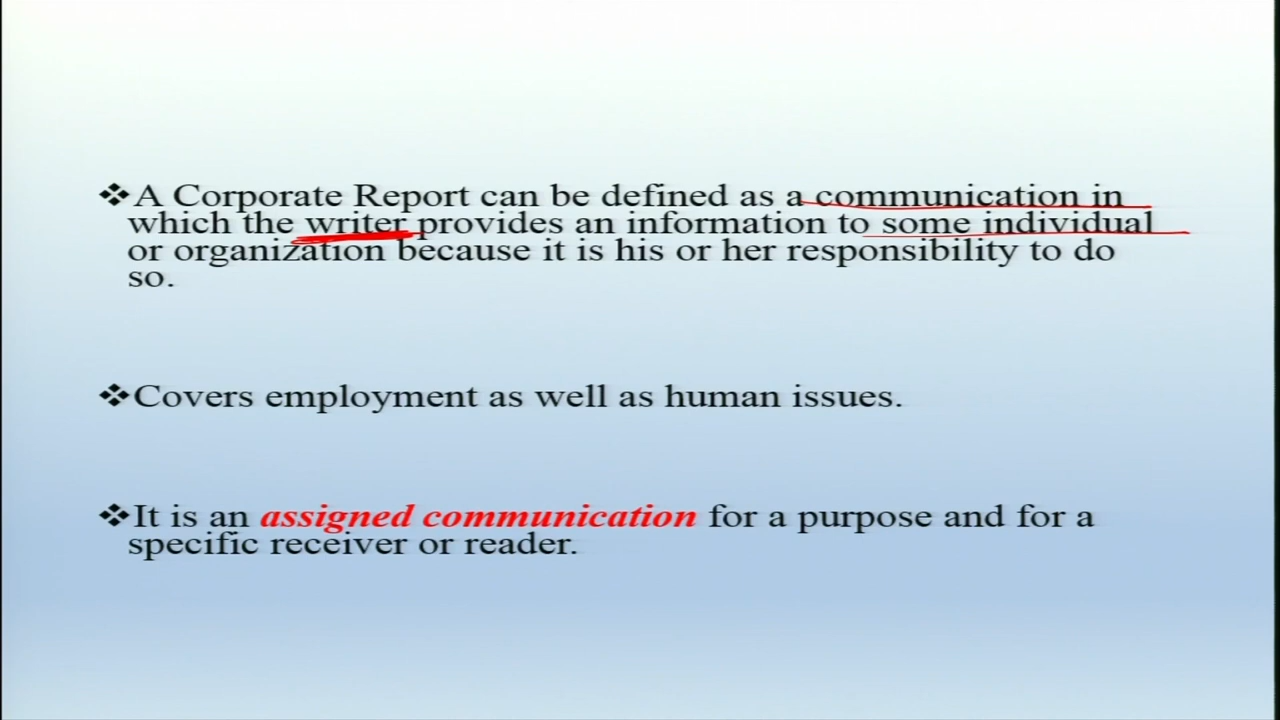 ❖A Corporate Report can be defined as a communication in
which the writer provides an information to some individual
or organization because it is his or her responsibility to do
so.
❖Covers employment as well as human issues.
❖It is an assigned communication for a purpose and for a
specific receiver or reader.